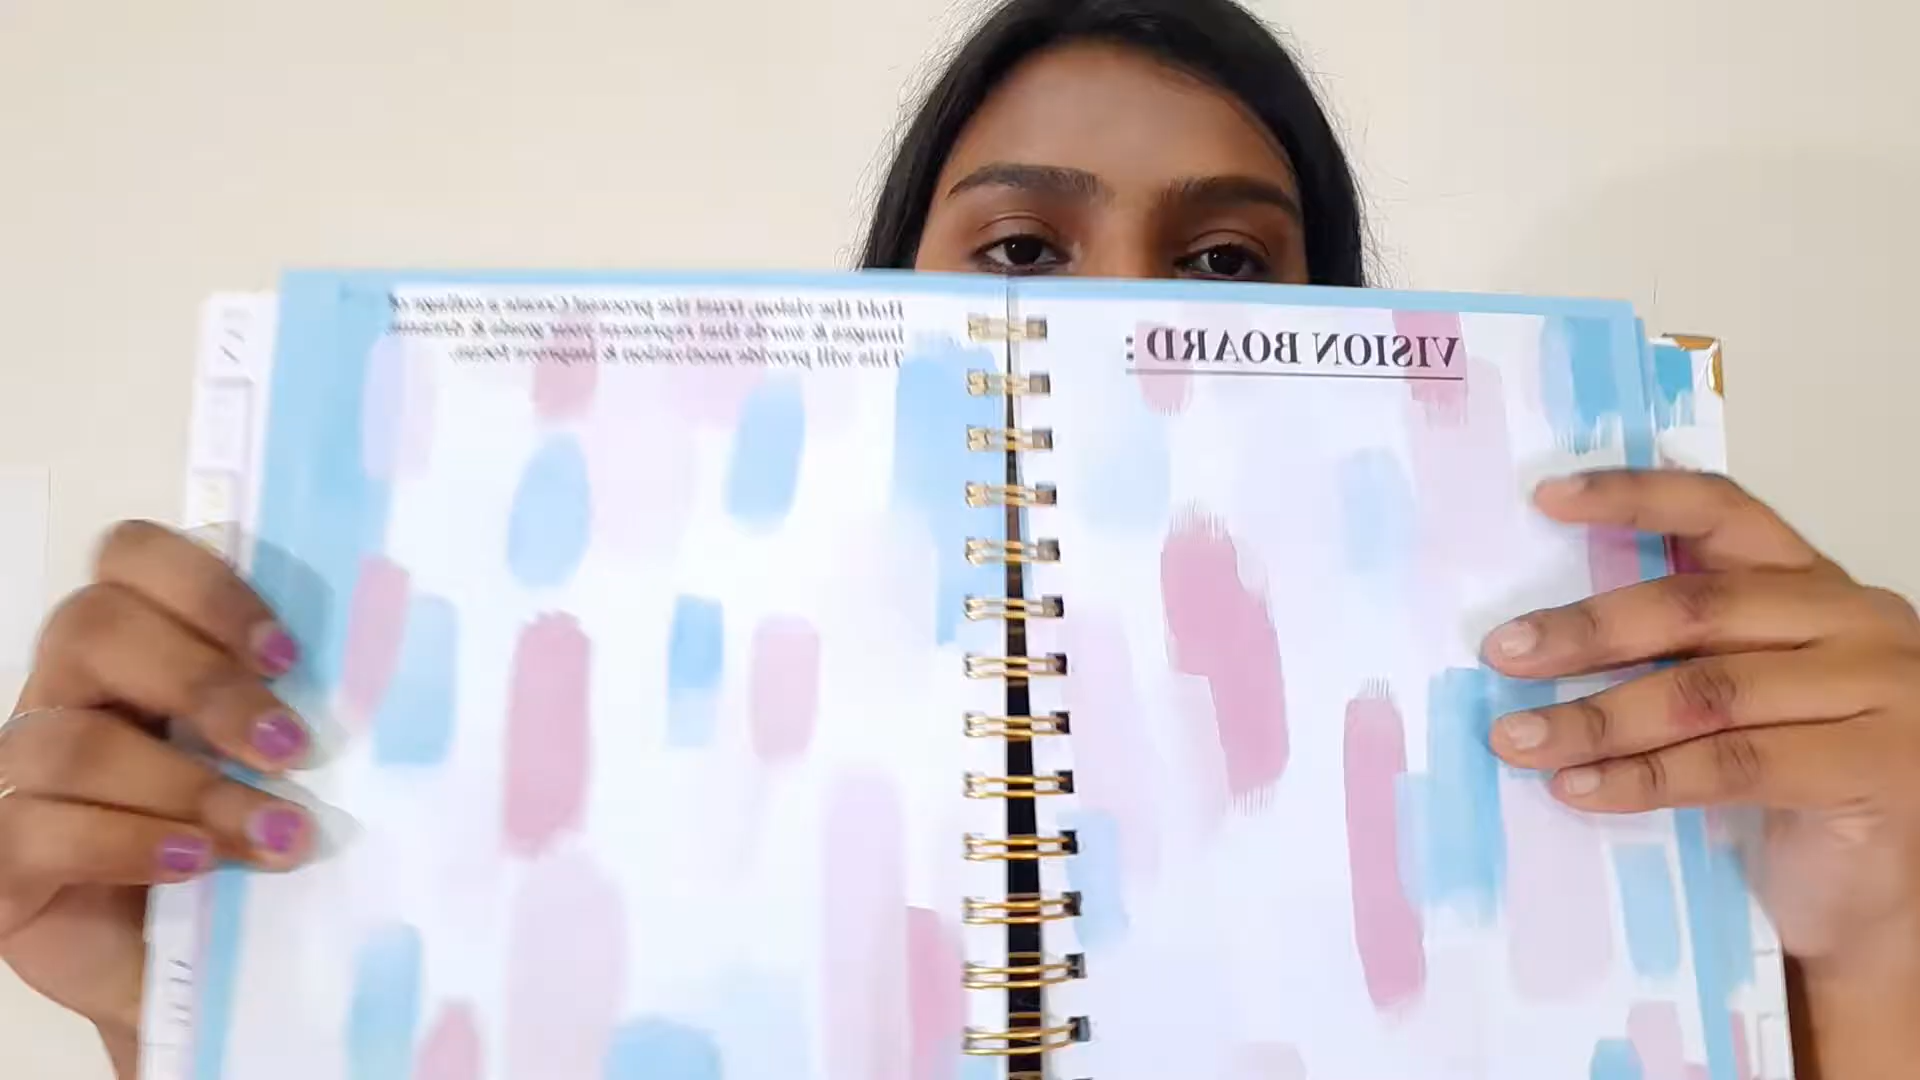 VISION BOARD:
Hold the vision, trust the process! Create a collage of
images & words that represent your goals & dreams.
This will provide motivation & improve focus.